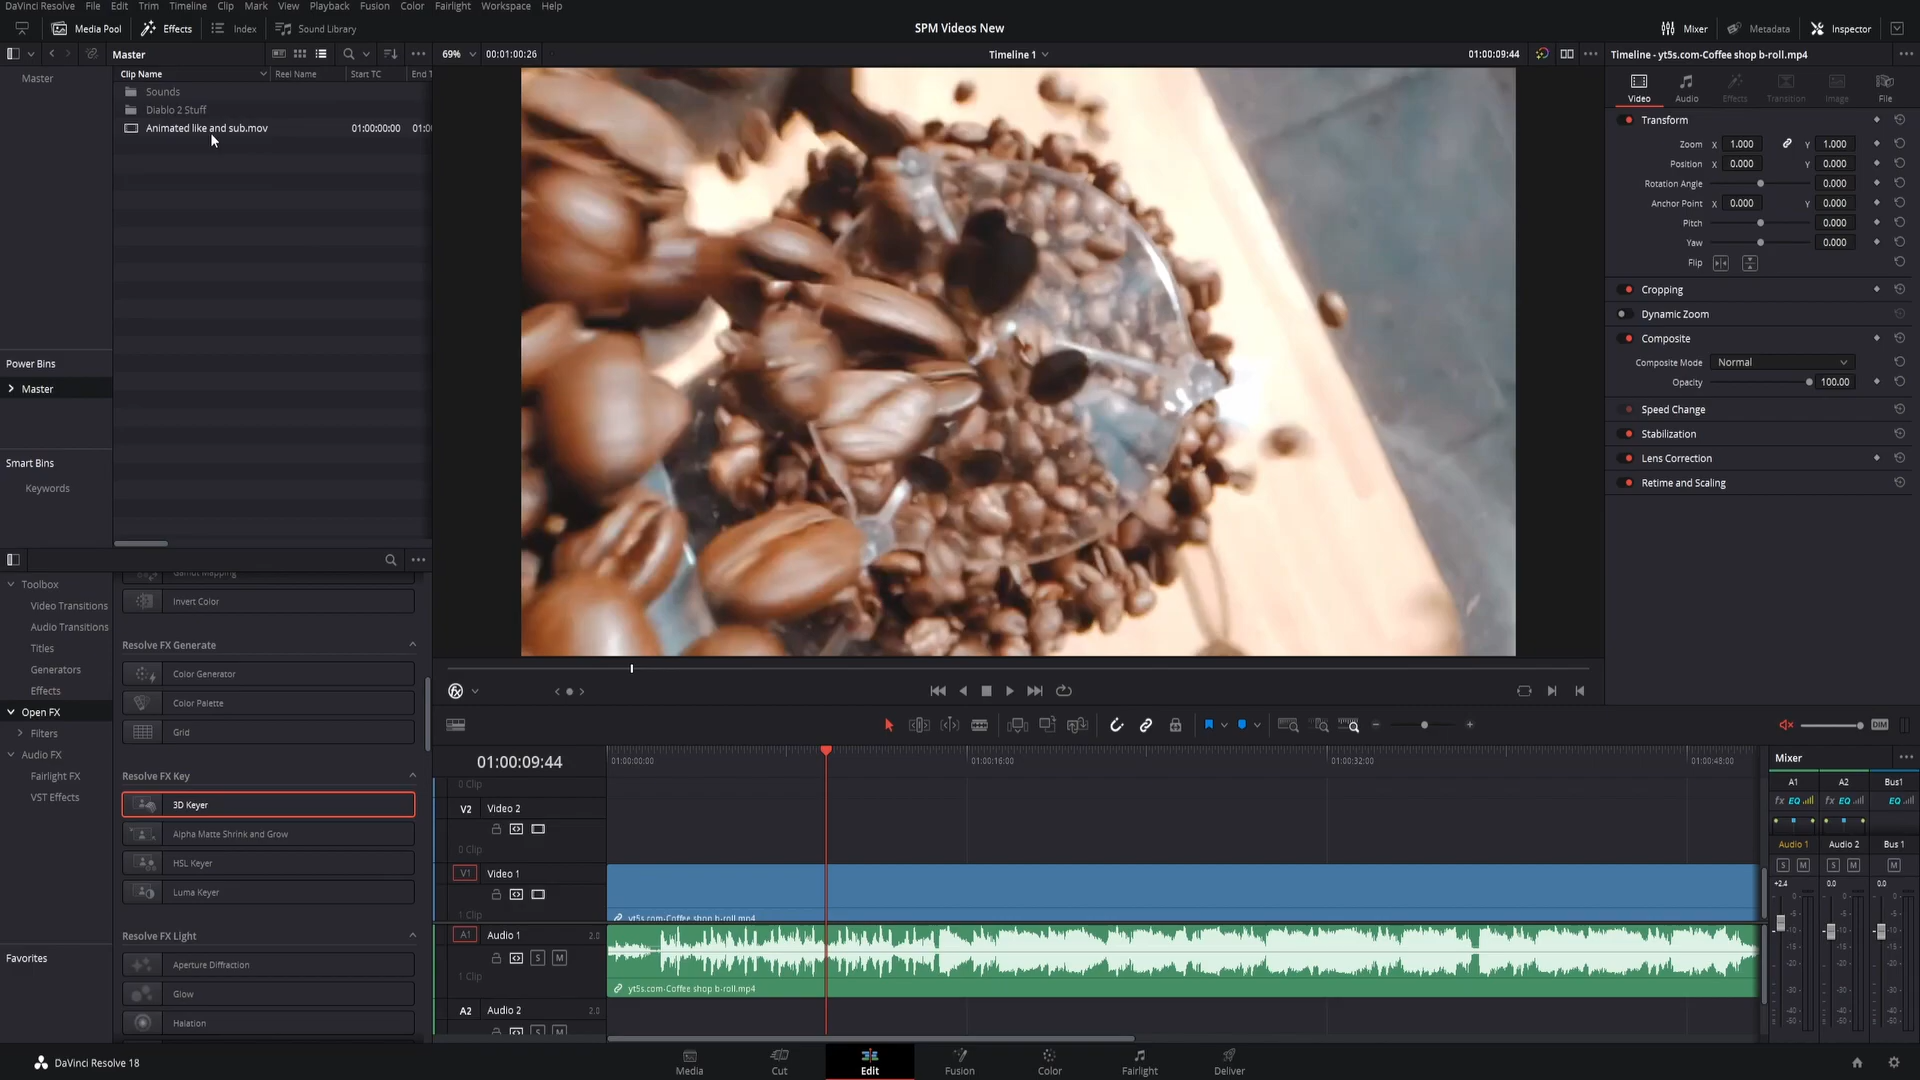 DaVinci Resolve File Edit Trim Timeline Clip Mark View Playback Fusion Color Fairlight Workspace Help
Media Pool Effects Index Sound Library SPM Videos New Mixer Metadata Inspector
Master 69% 00:01:00:26 Timeline 1 01:00:09:44 Timeline - yt5s.com-Coffee shop b-roll.mp4
Master
Clip Name Reel Name Start TC End T
Sounds
Diablo 2 Stuff
Animated like and sub.mov 01:00:00:00 01:0
Power Bins
Master
Smart Bins
Keywords
Video Audio Effects Transition Image File
Transform
Zoom X 1.000 Y 1.000
Position X 0.000 Y 0.000
Rotation Angle 0.000
Anchor Point X 0.000 Y 0.000
Pitch 0.000
Yaw 0.000
Flip
Cropping
Dynamic Zoom
Composite
Composite Mode Normal
Opacity 100.00
Speed Change
Stabilization
Lens Correction
Retime and Scaling
Toolbox
Video Transitions
Audio Transitions
Titles
Generators
Effects
Open FX
Filters
Audio FX
Fairlight FX
VST Effects
Favorites
Gamut Mapping
Invert Color
Resolve FX Generate
Color Generator
Color Palette
Grid
Resolve FX Key
3D Keyer
Alpha Matte Shrink and Grow
HSL Keyer
Luma Keyer
Resolve FX Light
Aperture Diffraction
Glow
Halation
DIM
01:00:09:44 01:00:00:00 01:00:16:00 01:00:32:00 01:00:48:00
0 Clip
V2 Video 2
0 Clip
V1 Video 1
1 Clip
yt5s.com-Coffee shop b-roll.mp4
A1 Audio 1 2.0
S M
1 Clip
yt5s.com-Coffee shop b-roll.mp4
A2 Audio 2 2.0
S M
Mixer
A1 A2 Bus1
fx EQ fx EQ EQ
Audio 1 Audio 2 Bus 1
S M S M M
+2.4 0.0 0.0
DaVinci Resolve 18
Media Cut Edit Fusion Color Fairlight Deliver